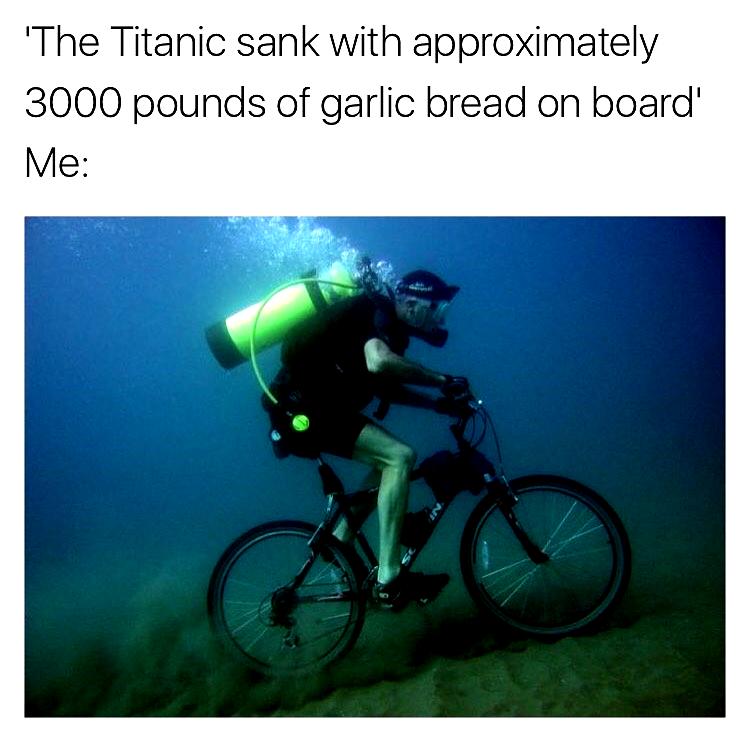 'The Titanic sank with approximately
3000 pounds of garlic bread on board'
Me: